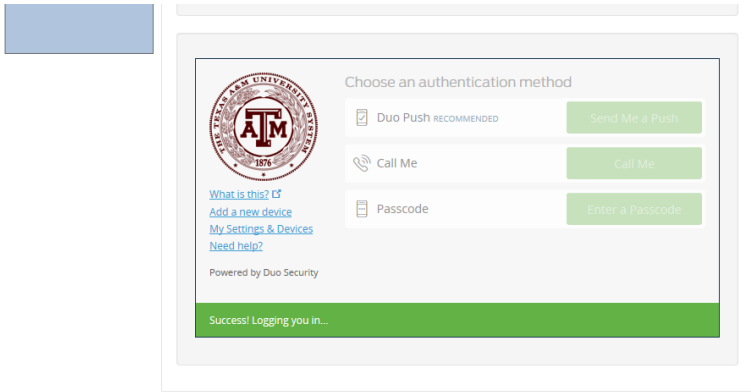 THE TEXAS A&M UNIVERSITY SYSTEM
ATM
1876
Choose an authentication method
Duo Push RECOMMENDED
Send Me a Push
Call Me
Call Me
Passcode
Enter a Passcode
What is this?
Add a new device
My Settings & Devices
Need help?
Powered by Duo Security
Success! Logging you in...